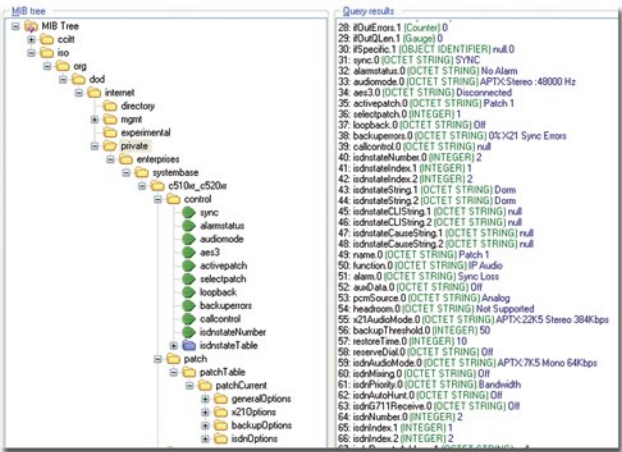 MIB tree
MIB Tree
ccitt
iso
org
dod
internet
directory
mgmt
experimental
private
enterprises
systembase
c510xr_c520xr
control
sync
alarmstatus
audiomode
aes3
activepatch
selectpatch
loopback
backuperrors
callcontrol
isdnstateNumber
isdnstateTable
patch
patchTable
patchCurrent
generalOptions
x21Options
backupOptions
isdnOptions
Query results
28: ifOutErrors.1 (Counter) 0
29: ifOutQLen.1 (Gauge) 0
30: ifSpecific.1 (OBJECT IDENTIFIER) null.0
31: sync.0 (OCTET STRING) SYNC
32: alarmstatus.0 (OCTET STRING) No Alarm
33: audiomode.0 (OCTET STRING) APTX:Stereo :48000 Hz
34: aes3.0 (OCTET STRING) Disconnected
35: activepatch.0 (OCTET STRING) Patch 1
36: selectpatch.0 (INTEGER) 1
37: loopback.0 (OCTET STRING) Off
38: backuperrors.0 (OCTET STRING) 0% X21 Sync Errors
39: callcontrol.0 (OCTET STRING) Off
40: isdnstateNumber.0 (INTEGER) 2
41: isdnstateIndex.1 (INTEGER) 1
42: isdnstateIndex.2 (INTEGER) 2
43: isdnstateString.1 (OCTET STRING) Dorm
44: isdnstateString.2 (OCTET STRING) Dorm
45: isdnstateCLIString.1 (OCTET STRING) null
46: isdnstateCLIString.2 (OCTET STRING) null
47: isdnstateCauseString.1 (OCTET STRING) null
48: isdnstateCauseString.2 (OCTET STRING) null
49: name.0 (OCTET STRING) Patch 1
50: function.0 (OCTET STRING) IP Audio
51: alarm.0 (OCTET STRING) Sync Loss
52: auxData.0 (OCTET STRING) Off
53: pcmSource.0 (OCTET STRING) Analog
54: headroom.0 (OCTET STRING) Not Supported
55: x21AudioMode.0 (OCTET STRING) APTX:22K5 Stereo 384Kbps
56: backupThreshold.0 (INTEGER) 50
57: restoreTime.0 (INTEGER) 10
58: reserveDial.0 (OCTET STRING) Off
59: isdnAudioMode.0 (OCTET STRING) APTX:7K5 Mono 64Kbps
60: isdnMixing.0 (OCTET STRING) Off
61: isdnPriority.0 (OCTET STRING) Bandwidth
62: isdnAutoHunt.0 (OCTET STRING) Off
63: isdnG711Receive.0 (OCTET STRING) Off
64: isdnNumber.0 (INTEGER) 2
65: isdnIndex.1 (INTEGER) 1
66: isdnIndex.2 (INTEGER) 2